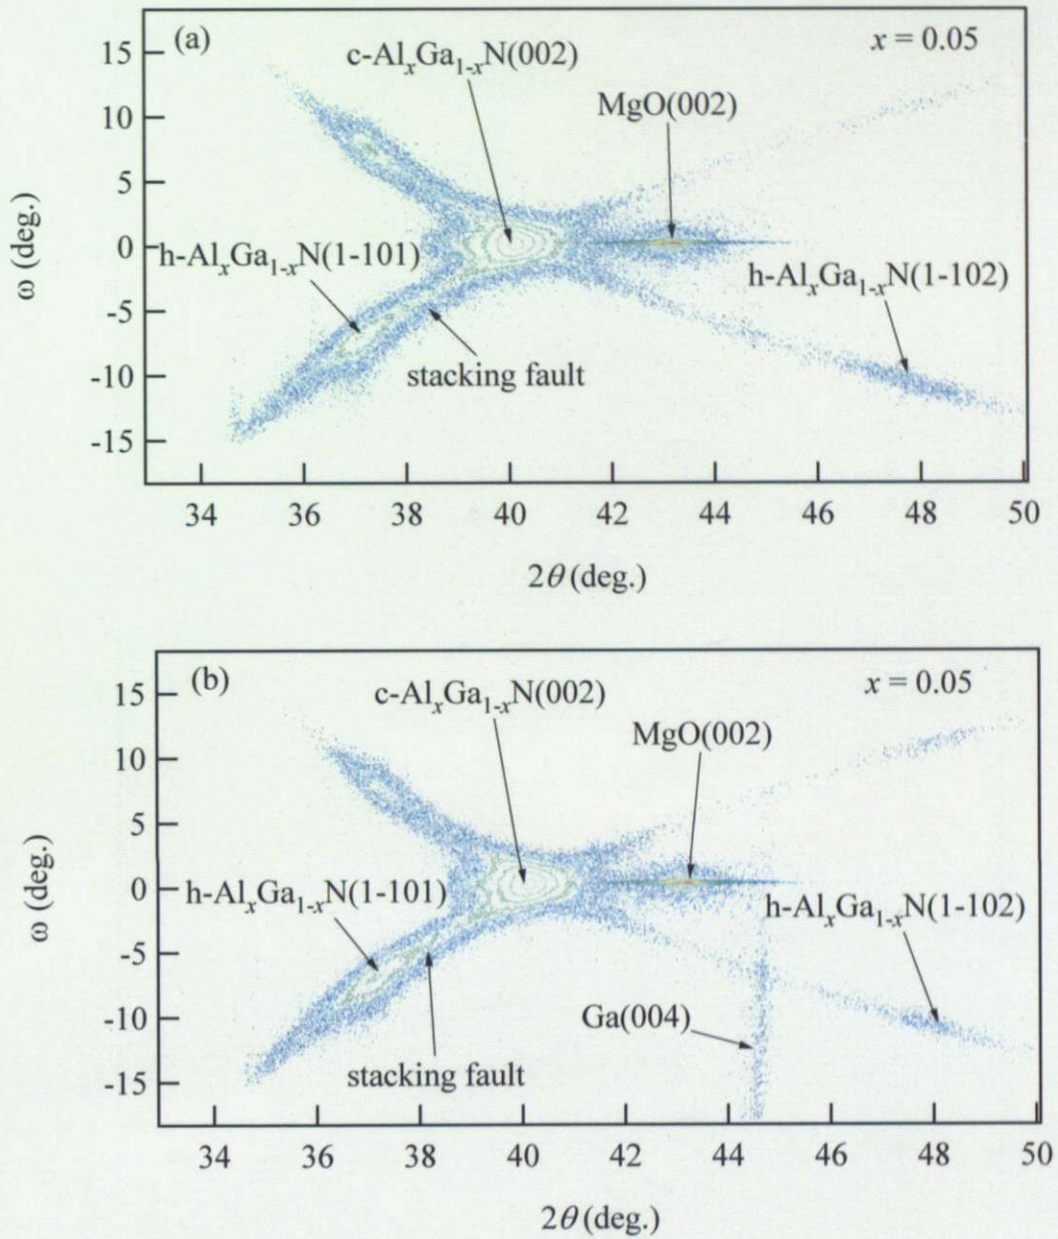 (a)
x = 0.05
c-AlₓGa₁₋ₓN(002)
MgO(002)
h-AlₓGa₁₋ₓN(1-101)
h-AlₓGa₁₋ₓN(1-102)
stacking fault
ω (deg.)
15
10
5
0
-5
-10
-15
34 36 38 40 42 44 46 48 50
2θ (deg.)
(b)
x = 0.05
c-AlₓGa₁₋ₓN(002)
MgO(002)
h-AlₓGa₁₋ₓN(1-101)
h-AlₓGa₁₋ₓN(1-102)
Ga(004)
stacking fault
ω (deg.)
15
10
5
0
-5
-10
-15
34 36 38 40 42 44 46 48 50
2θ (deg.)